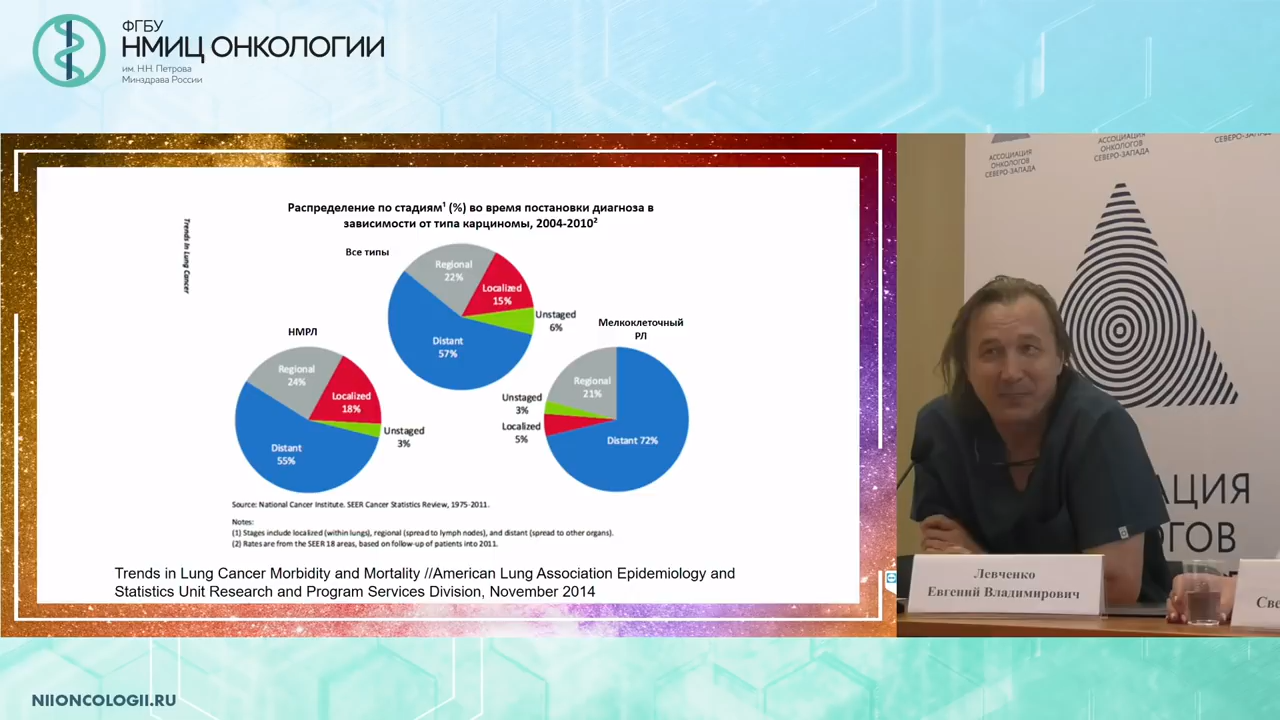 ФГБУ
НМИЦ ОНКОЛОГИИ
им. Н.Н. Петрова
Минздрава России
Trends in Lung Cancer
Распределение по стадиям¹ (%) во время постановки диагноза в
зависимости от типа карциномы, 2004-2010²
Все типы
Regional
22%
Localized
15%
Unstaged
6%
Distant
57%
НМРЛ
Regional
24%
Localized
18%
Unstaged
3%
Distant
55%
Мелкоклеточный
РЛ
Regional
21%
Unstaged
3%
Localized
5%
Distant 72%
Source: National Cancer Institute. SEER Cancer Statistics Review, 1975-2011.
Notes:
(1) Stages include localized (within lungs), regional (spread to lymph nodes), and distant (spread to other organs).
(2) Rates are from the SEER 18 areas, based on follow-up of patients into 2011.
Trends in Lung Cancer Morbidity and Mortality //American Lung Association Epidemiology and
Statistics Unit Research and Program Services Division, November 2014
АССОЦИАЦИЯ
ОНКОЛОГОВ
СЕВЕРО-ЗАПАДА
АССОЦИАЦИЯ
ОНКОЛОГОВ
СЕВЕРО-ЗАПАДА
СЕВЕРО-ЗАПА
ЦИЯ
ГОВ
Левченко
Евгений Владимирович
Све
NIIONCOLOGII.RU